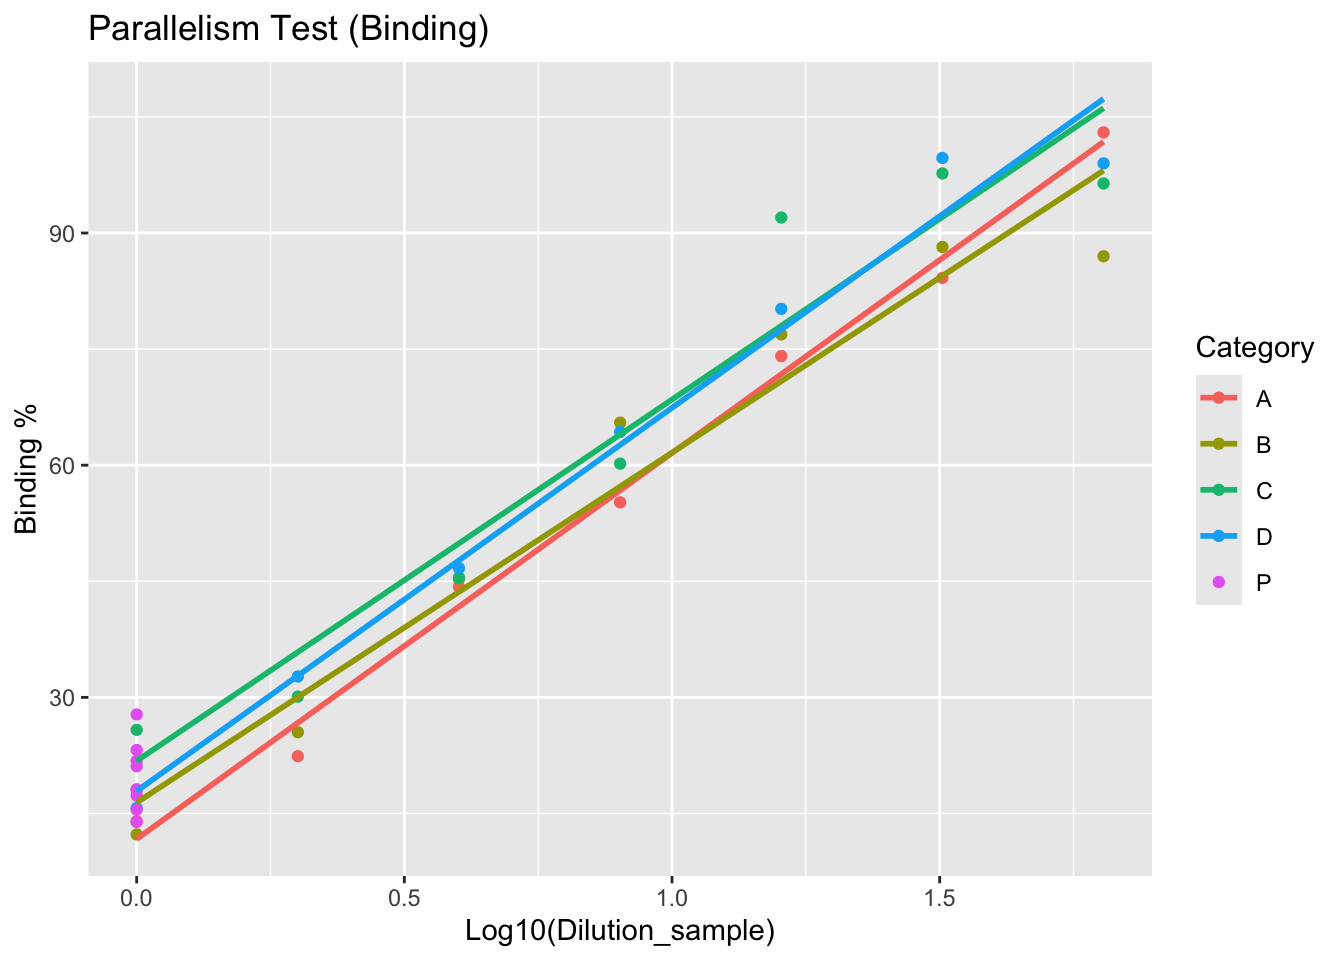 Parallelism Test (Binding)
Binding %
90
60
30
0.0
0.5
1.0
1.5
Log10(Dilution_sample)
Category
A
B
C
D
P